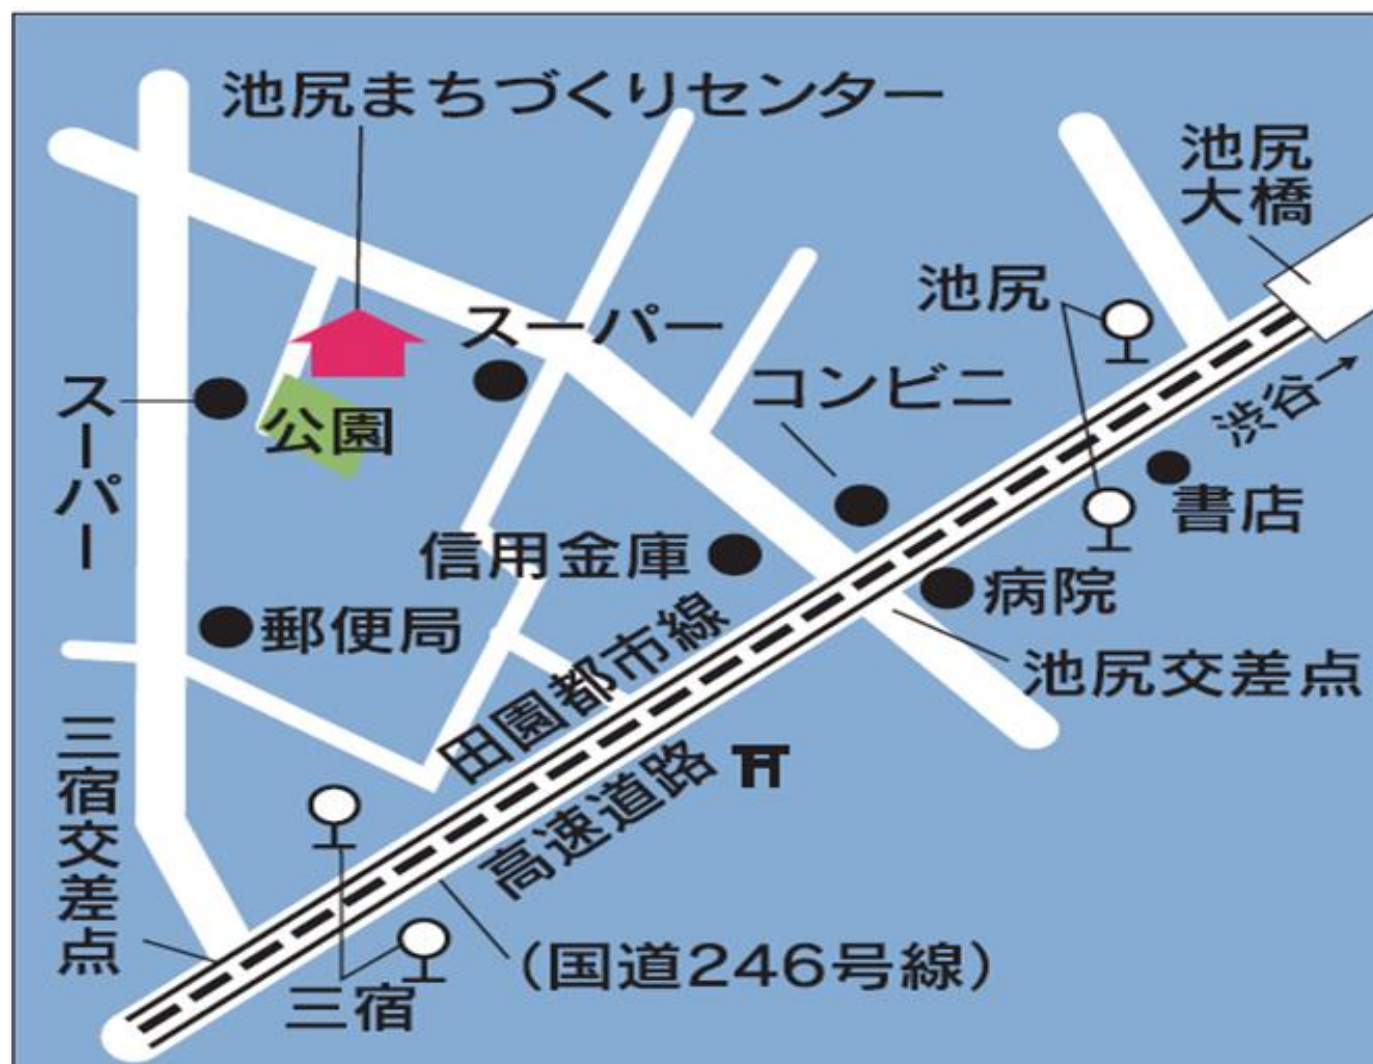 池尻まちづくりセンター
池尻
大橋
池尻
スーパー
コンビニ
スーパー
公園
渋谷→
書店
信用金庫
病院
郵便局
田園都市線
池尻交差点
高速道路
三宿交差点
(国道246号線)
三宿